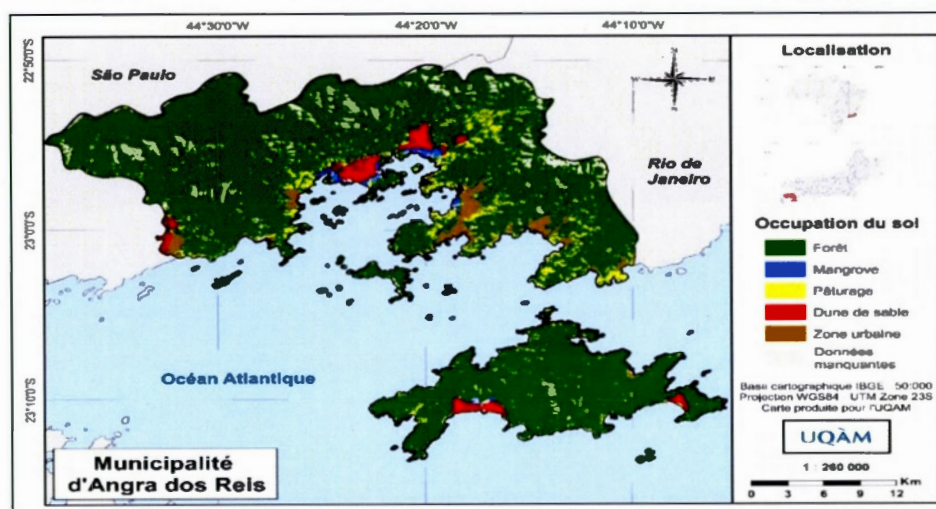 44°30'0"W 44°20'0"W 44°10'0"W
22°50'0"S
São Paulo
Rio de
Janeiro
23°0'0"S
Océan Atlantique
23°10'0"S
Municipalité
d'Angra dos Reis
Localisation
Occupation du sol
Forêt
Mangrove
Pâturage
Dune de sable
Zone urbaine
Données
manquantes
Base cartographique IBGE 50:000
Projection WGS84 UTM Zone 23S
Carte produite pour l'UQAM
UQÀM
1 : 260 000
0 3 6 9 12 Km